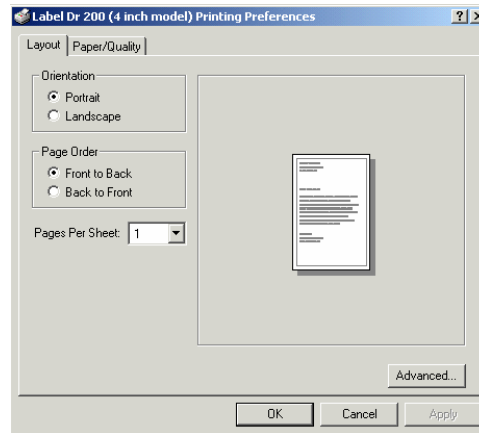 Label Dr 200 (4 inch model) Printing Preferences
Layout Paper/Quality
Orientation
Portrait
Landscape
Page Order
Front to Back
Back to Front
Pages Per Sheet: 1
Advanced...
OK Cancel Apply